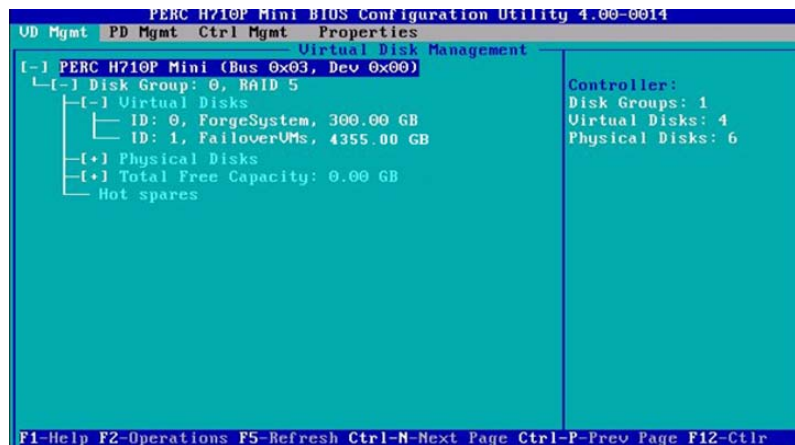 PERC H710P Mini BIOS Configuration Utility 4.00-0014
VD Mgmt PD Mgmt Ctrl Mgmt Properties
Virtual Disk Management
[-] PERC H710P Mini (Bus 0x03, Dev 0x00)
[-] Disk Group: 0, RAID 5
[-] Virtual Disks
ID: 0, ForgeSystem, 300.00 GB
ID: 1, FailoverVMs, 4355.00 GB
[+] Physical Disks
[+] Total Free Capacity: 0.00 GB
Hot spares
Controller:
Disk Groups: 1
Virtual Disks: 4
Physical Disks: 6
F1-Help F2-Operations F5-Refresh Ctrl-N-Next Page Ctrl-P-Prev Page F12-Ctlr